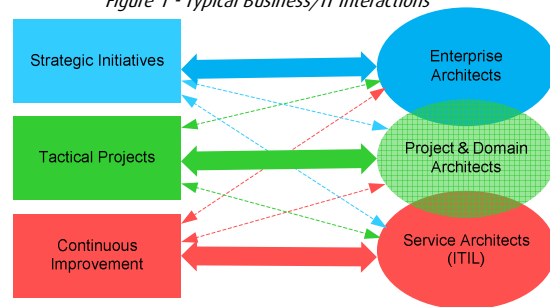 Figure 1 - Typical Business/IT Interactions
Strategic Initiatives
Enterprise
Architects
Tactical Projects
Project & Domain
Architects
Continuous
Improvement
Service Architects
(ITIL)